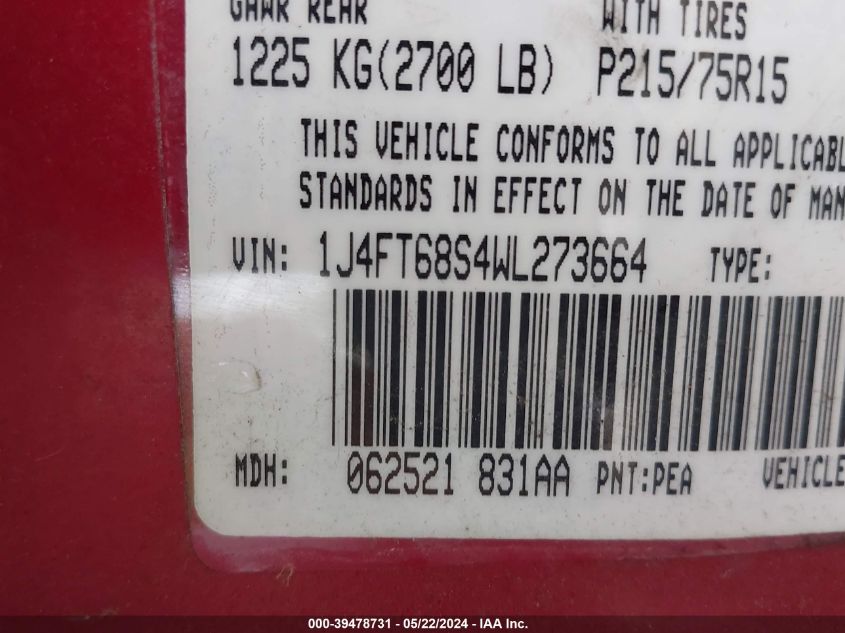 GAWR REAR WITH TIRES
1225 KG(2700 LB) P215/75R15
THIS VEHICLE CONFORMS TO ALL APPLICABL
STANDARDS IN EFFECT ON THE DATE OF MAN
VIN: 1J4FT68S4WL273664 TYPE:
MDH: 062521 831AA PNT:PEA VEHICLE
000-39478731 - 05/22/2024 - IAA Inc.